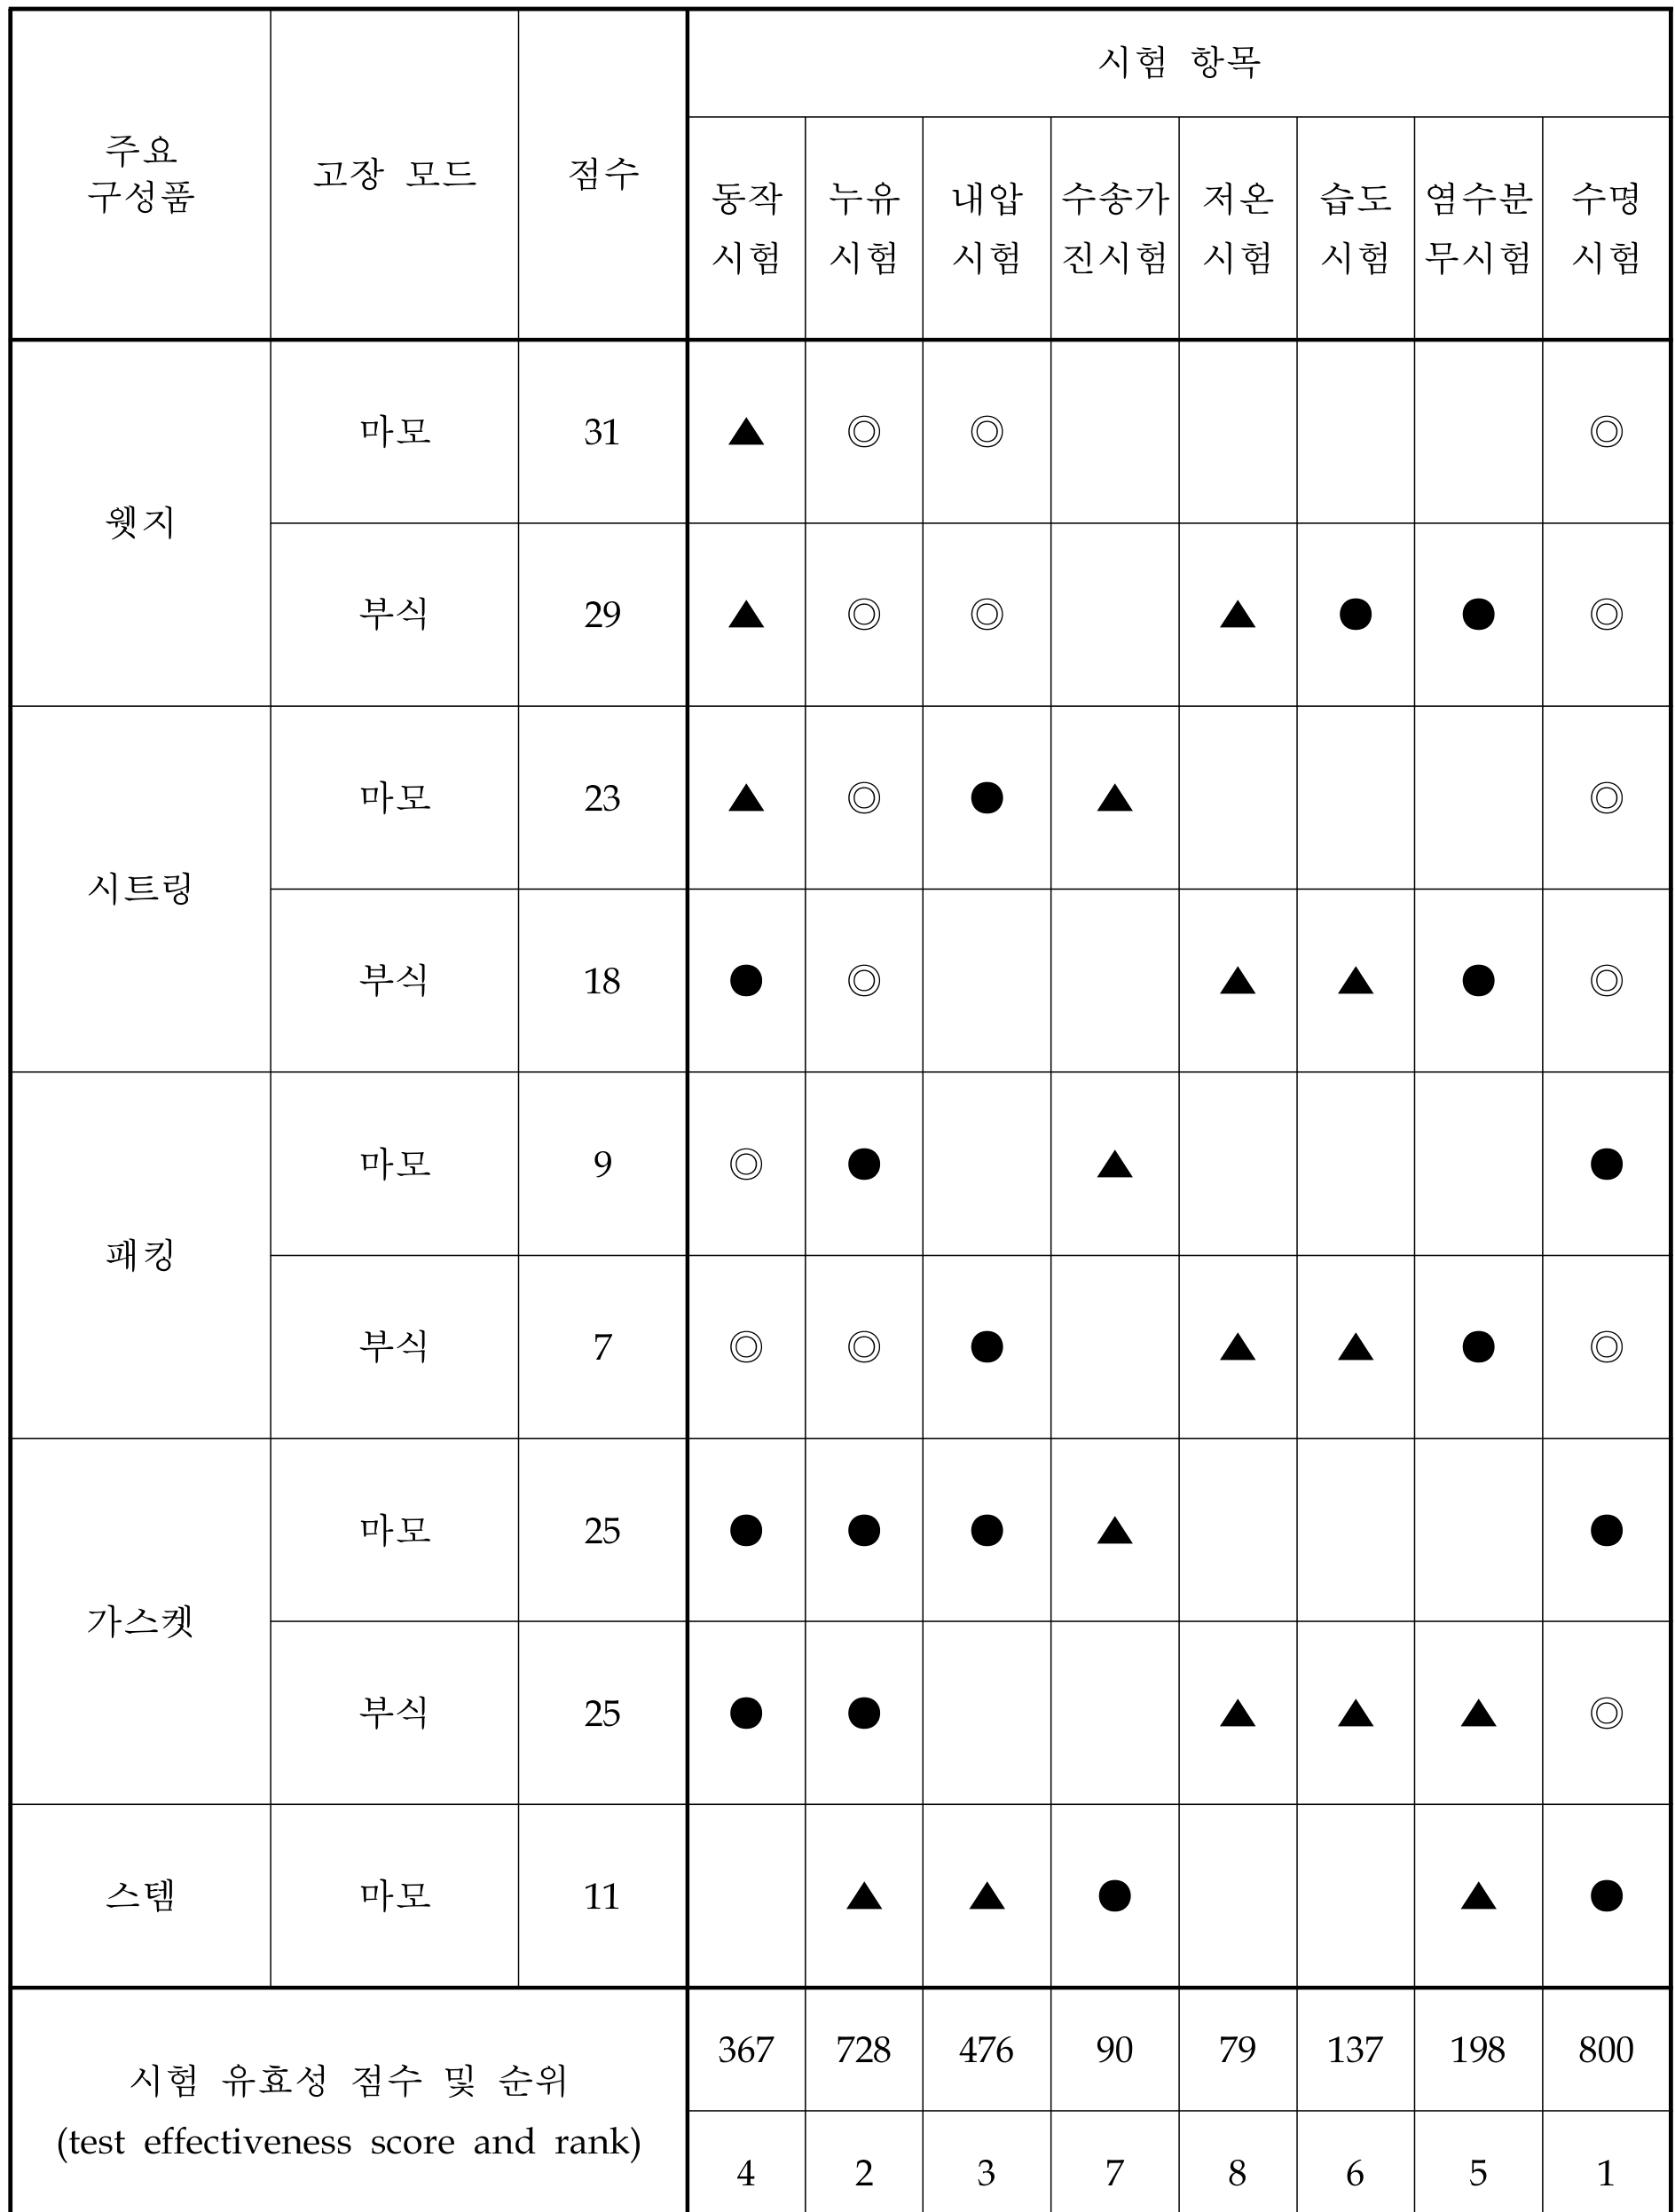 시험 항목
주요
구성품
고장 모드
점수
동작
시험
누유
시험
내압
시험
수송가
진시험
저온
시험
습도
시험
염수분
무시험
수명
시험
웻지
마모 31 ▲ ◎ ◎ ◎
부식 29 ▲ ◎ ◎ ▲ ● ● ◎
시트링
마모 23 ▲ ◎ ● ▲ ◎
부식 18 ● ◎ ▲ ▲ ● ◎
패킹
마모 9 ◎ ● ▲ ●
부식 7 ◎ ◎ ● ▲ ▲ ● ◎
가스켓
마모 25 ● ● ● ▲ ●
부식 25 ● ● ▲ ▲ ▲ ◎
스템 마모 11 ▲ ▲ ● ▲ ●
시험 유효성 점수 및 순위
(test effectiveness score and rank)
367 728 476 90 79 137 198 800
4 2 3 7 8 6 5 1